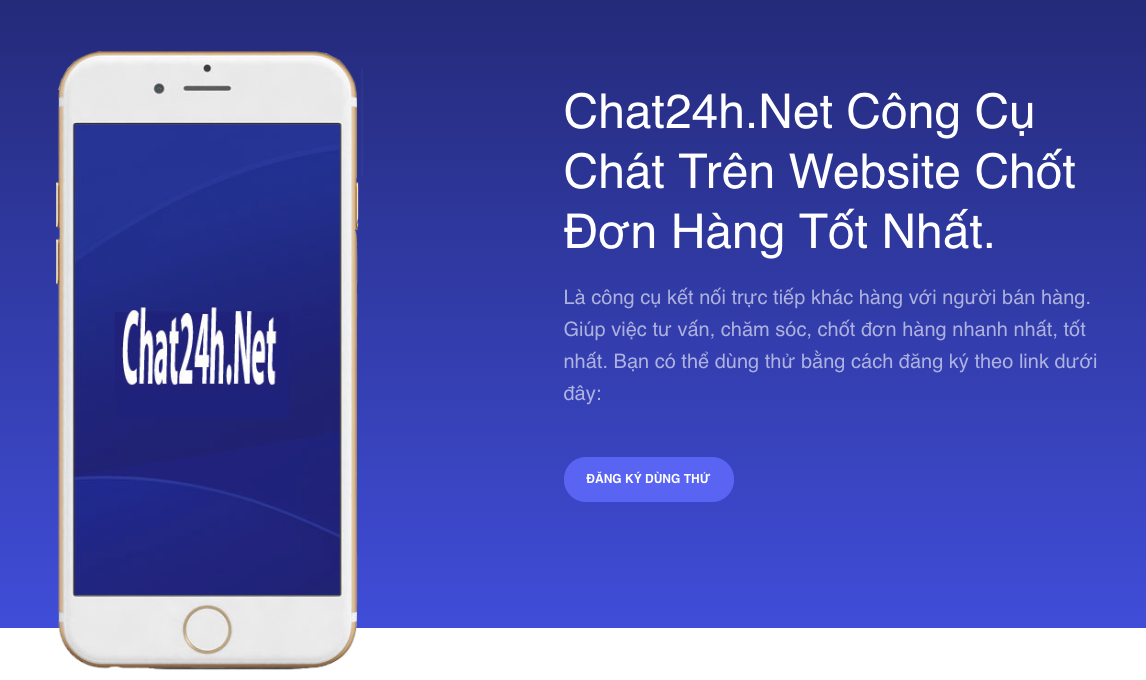 Chat24h.Net
Chat24h.Net Công Cụ
Chát Trên Website Chốt
Đơn Hàng Tốt Nhất.
Là công cụ kết nối trực tiếp khác hàng với người bán hàng.
Giúp việc tư vấn, chăm sóc, chốt đơn hàng nhanh nhất, tốt
nhất. Bạn có thể dùng thử bằng cách đăng ký theo link dưới
đây:
ĐĂNG KÝ DÙNG THỬ